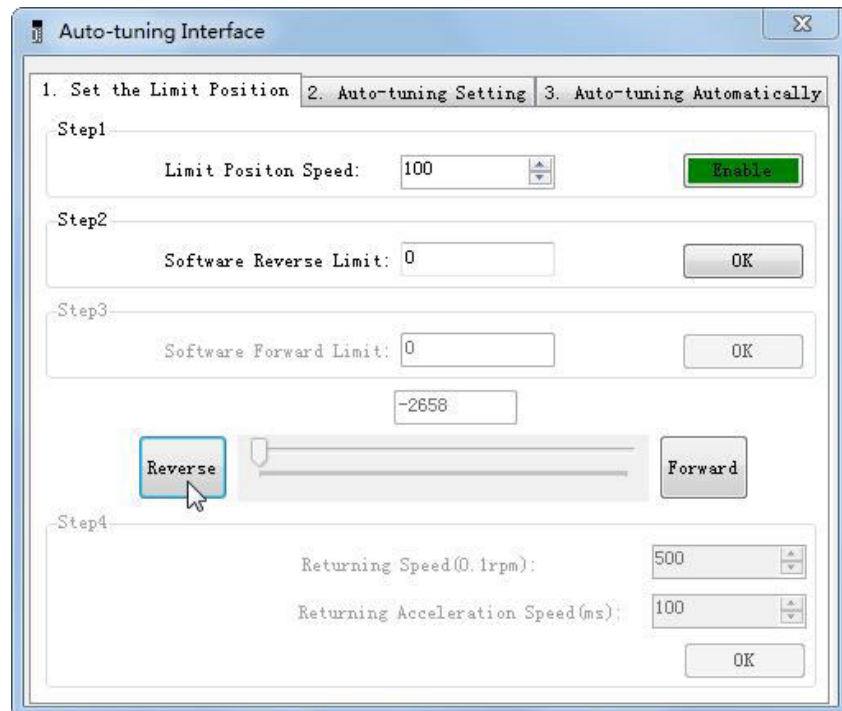 Auto-tuning Interface
1. Set the Limit Position 2. Auto-tuning Setting 3. Auto-tuning Automatically
Step1
Limit Positon Speed: 100 Enable
Step2
Software Reverse Limit: 0 OK
Step3
Software Forward Limit: 0 OK
-2658
Reverse Forward
Step4
Returning Speed(0.1rpm): 500
Returning Acceleration Speed(ms): 100
OK